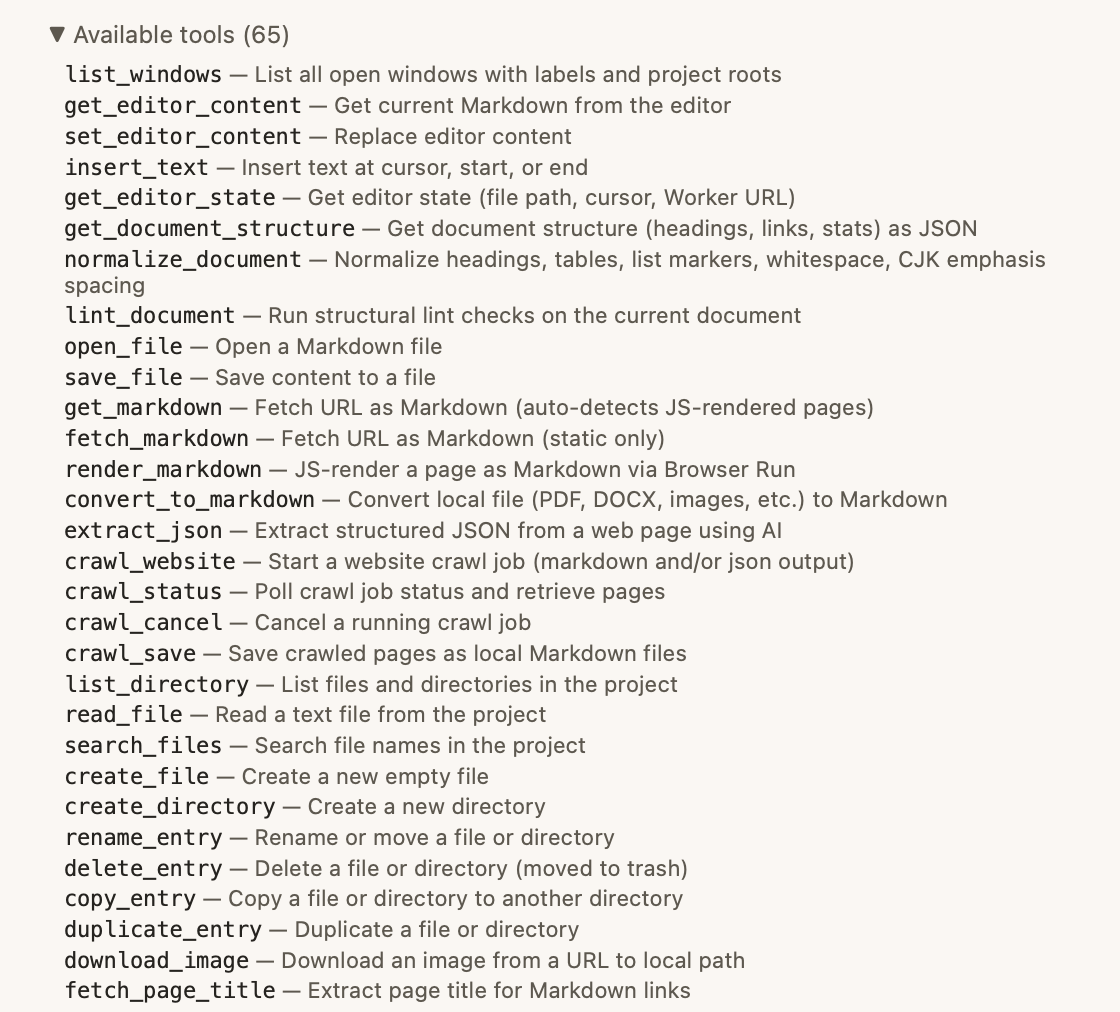 ▼ Available tools (65)
list_windows — List all open windows with labels and project roots
get_editor_content — Get current Markdown from the editor
set_editor_content — Replace editor content
insert_text — Insert text at cursor, start, or end
get_editor_state — Get editor state (file path, cursor, Worker URL)
get_document_structure — Get document structure (headings, links, stats) as JSON
normalize_document — Normalize headings, tables, list markers, whitespace, CJK emphasis
spacing
lint_document — Run structural lint checks on the current document
open_file — Open a Markdown file
save_file — Save content to a file
get_markdown — Fetch URL as Markdown (auto-detects JS-rendered pages)
fetch_markdown — Fetch URL as Markdown (static only)
render_markdown — JS-render a page as Markdown via Browser Run
convert_to_markdown — Convert local file (PDF, DOCX, images, etc.) to Markdown
extract_json — Extract structured JSON from a web page using AI
crawl_website — Start a website crawl job (markdown and/or json output)
crawl_status — Poll crawl job status and retrieve pages
crawl_cancel — Cancel a running crawl job
crawl_save — Save crawled pages as local Markdown files
list_directory — List files and directories in the project
read_file — Read a text file from the project
search_files — Search file names in the project
create_file — Create a new empty file
create_directory — Create a new directory
rename_entry — Rename or move a file or directory
delete_entry — Delete a file or directory (moved to trash)
copy_entry — Copy a file or directory to another directory
duplicate_entry — Duplicate a file or directory
download_image — Download an image from a URL to local path
fetch_page_title — Extract page title for Markdown links